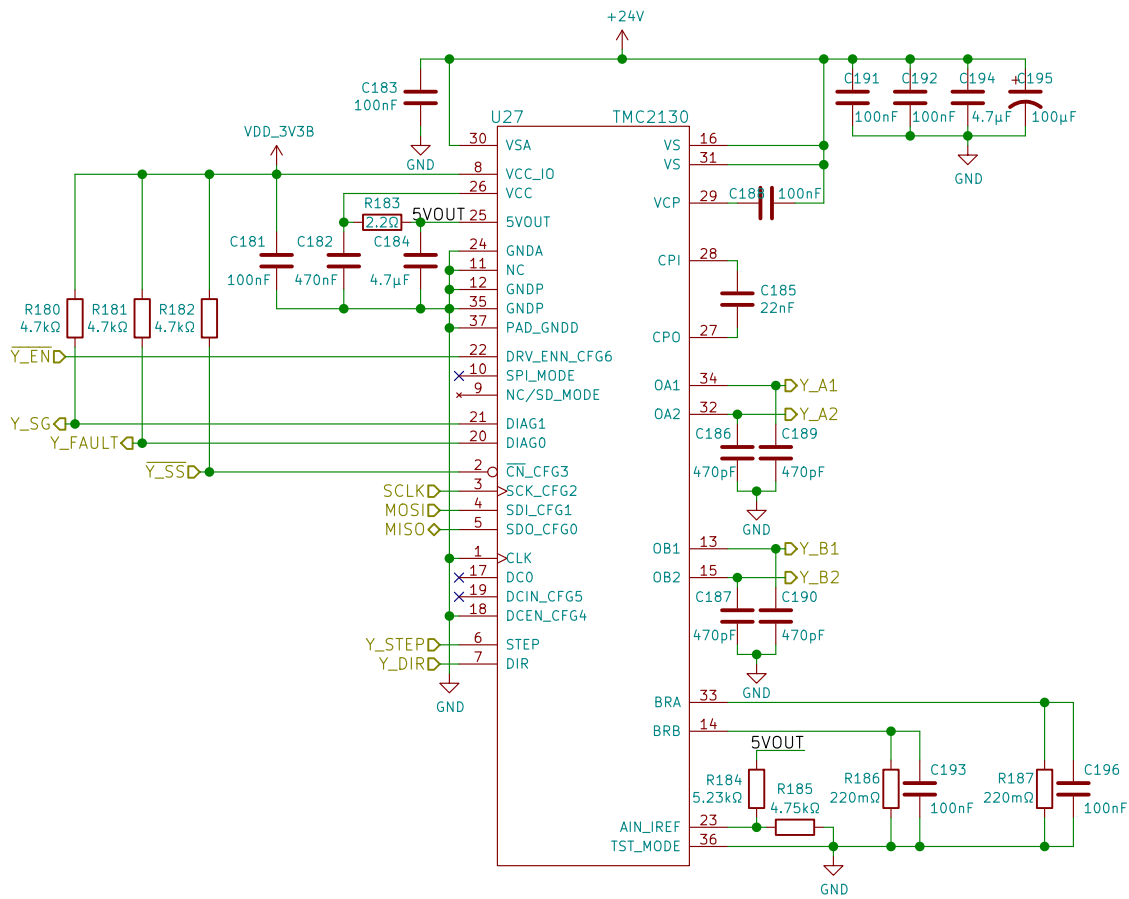 +24V
C183
100nF
GND
C191
100nF
C192
100nF
C194
4.7µF
+
C195
100µF
GND
VDD_3V3B
U27
TMC2130
30
VSA
8
VCC_IO
26
VCC
25
5VOUT
24
GNDA
11
NC
12
GNDP
35
GNDP
37
PAD_GNDD
22
DRV_ENN_CFG6
10
SPI_MODE
9
NC/SD_MODE
21
DIAG1
20
DIAG0
2
CN_CFG3
3
SCK_CFG2
4
SDI_CFG1
5
SDO_CFG0
1
CLK
17
DCO
19
DCIN_CFG5
18
DCEN_CFG4
6
STEP
7
DIR
VS
16
VS
31
VCP
29
CPI
28
CPO
27
OA1
34
OA2
32
OB1
13
OB2
15
BRA
33
BRB
14
AIN_IREF
23
TST_MODE
36
R183
2.2Ω
5VOUT
C181
100nF
C182
470nF
C184
4.7µF
R180
4.7kΩ
R181
4.7kΩ
R182
4.7kΩ
Y_EN
Y_SG
Y_FAULT
Y_SS
SCLK
MOSI
MISO
Y_STEP
Y_DIR
GND
C188
100nF
C185
22nF
Y_A1
Y_A2
C186
470pF
C189
470pF
GND
Y_B1
Y_B2
C187
470pF
C190
470pF
GND
5VOUT
R184
5.23kΩ
R185
4.75kΩ
R186
220mΩ
C193
100nF
R187
220mΩ
C196
100nF
GND